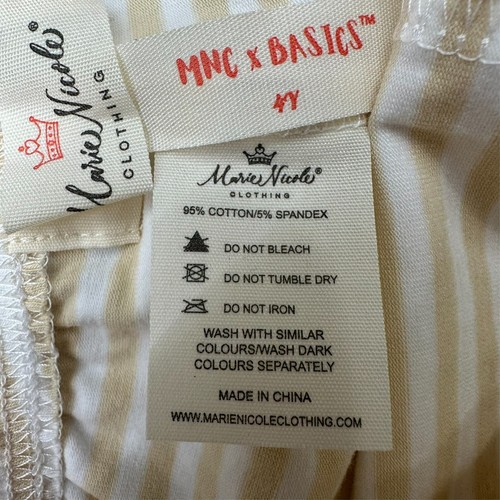 Marie Nicole®
CLOTHING
MNC x BASICS™
4Y
Marie Nicole®
CLOTHING
95% COTTON/5% SPANDEX
DO NOT BLEACH
DO NOT TUMBLE DRY
DO NOT IRON
WASH WITH SIMILAR
COLOURS/WASH DARK
COLOURS SEPARATELY
MADE IN CHINA
WWW.MARIENICOLECLOTHING.COM